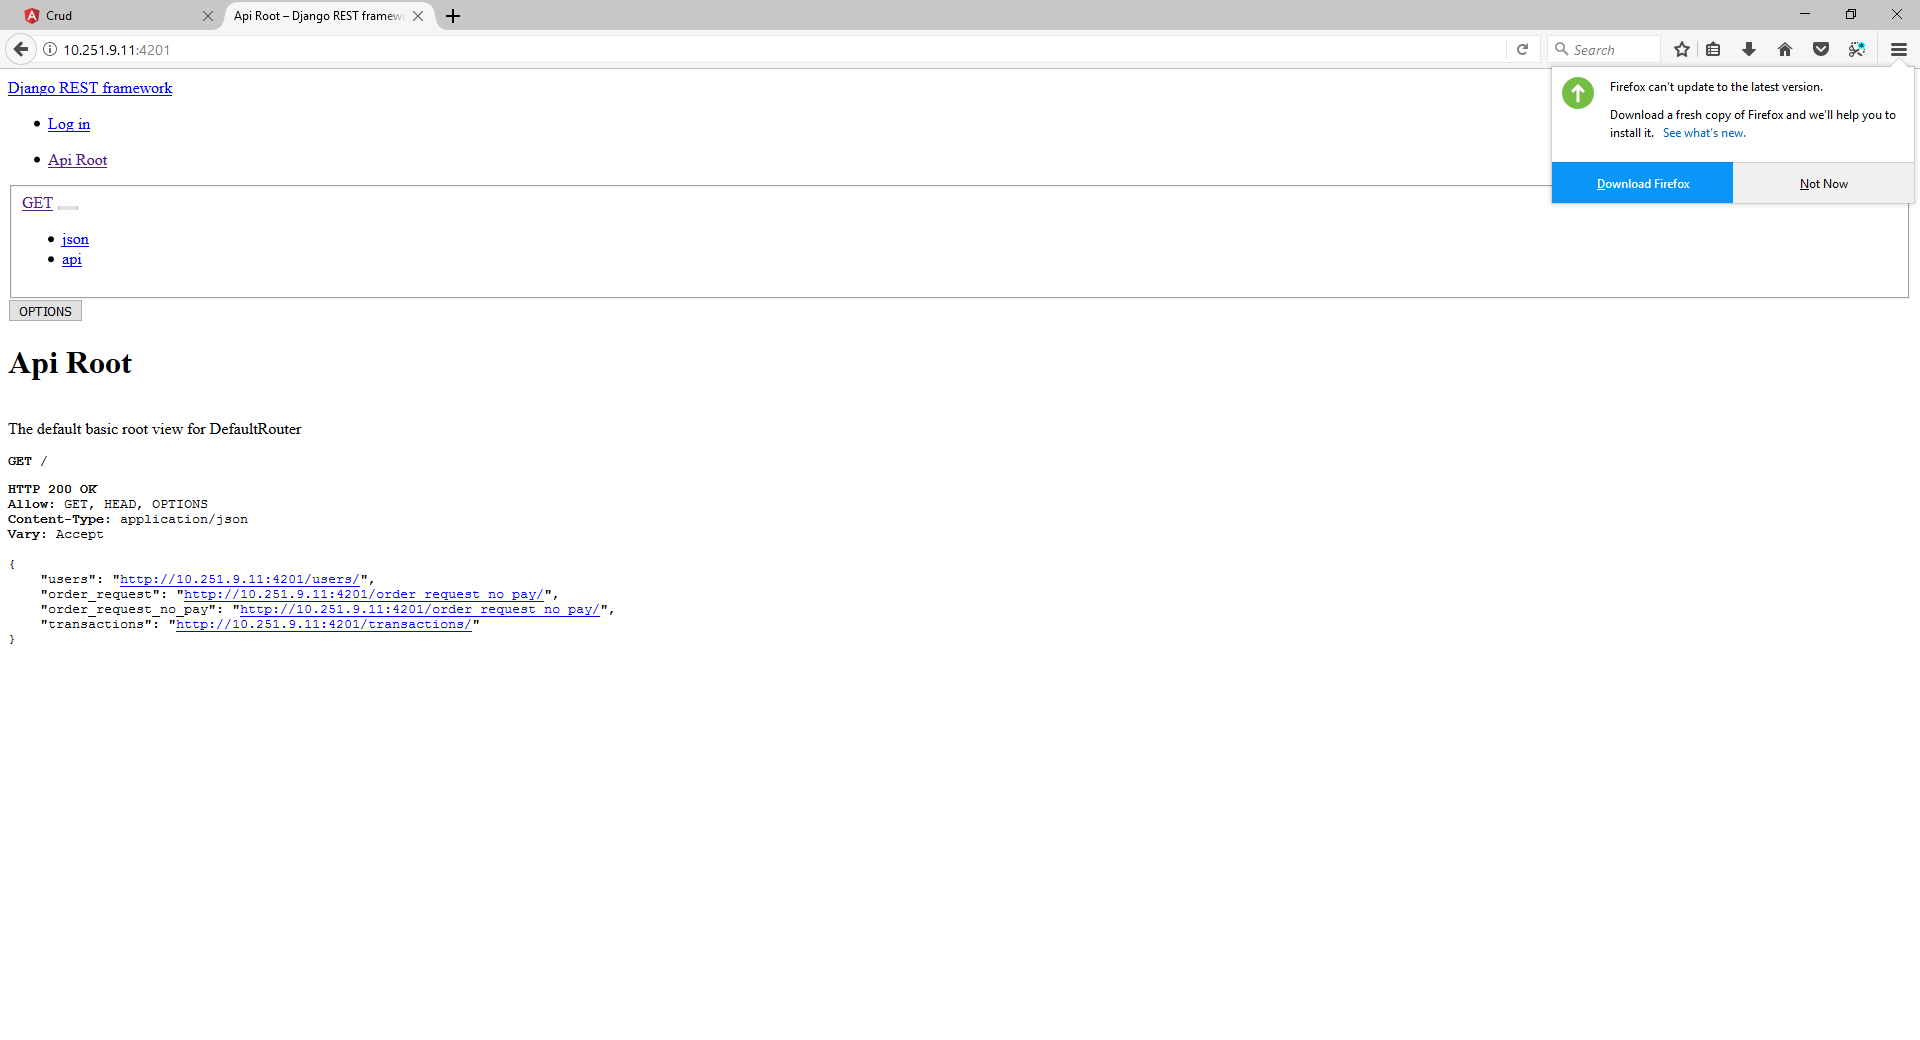 Crud
Api Root – Django REST framew
10.251.9.11:4201
Search
Firefox can't update to the latest version.
Download a fresh copy of Firefox and we'll help you to
install it. See what's new.
Download Firefox
Not Now
Django REST framework
Log in
Api Root
GET
json
api
OPTIONS
Api Root
The default basic root view for DefaultRouter
GET /
HTTP 200 OK
Allow: GET, HEAD, OPTIONS
Content-Type: application/json
Vary: Accept
{
"users": "http://10.251.9.11:4201/users/",
"order_request": "http://10.251.9.11:4201/order_request_no_pay/",
"order_request_no_pay": "http://10.251.9.11:4201/order_request_no_pay/",
"transactions": "http://10.251.9.11:4201/transactions/"
}